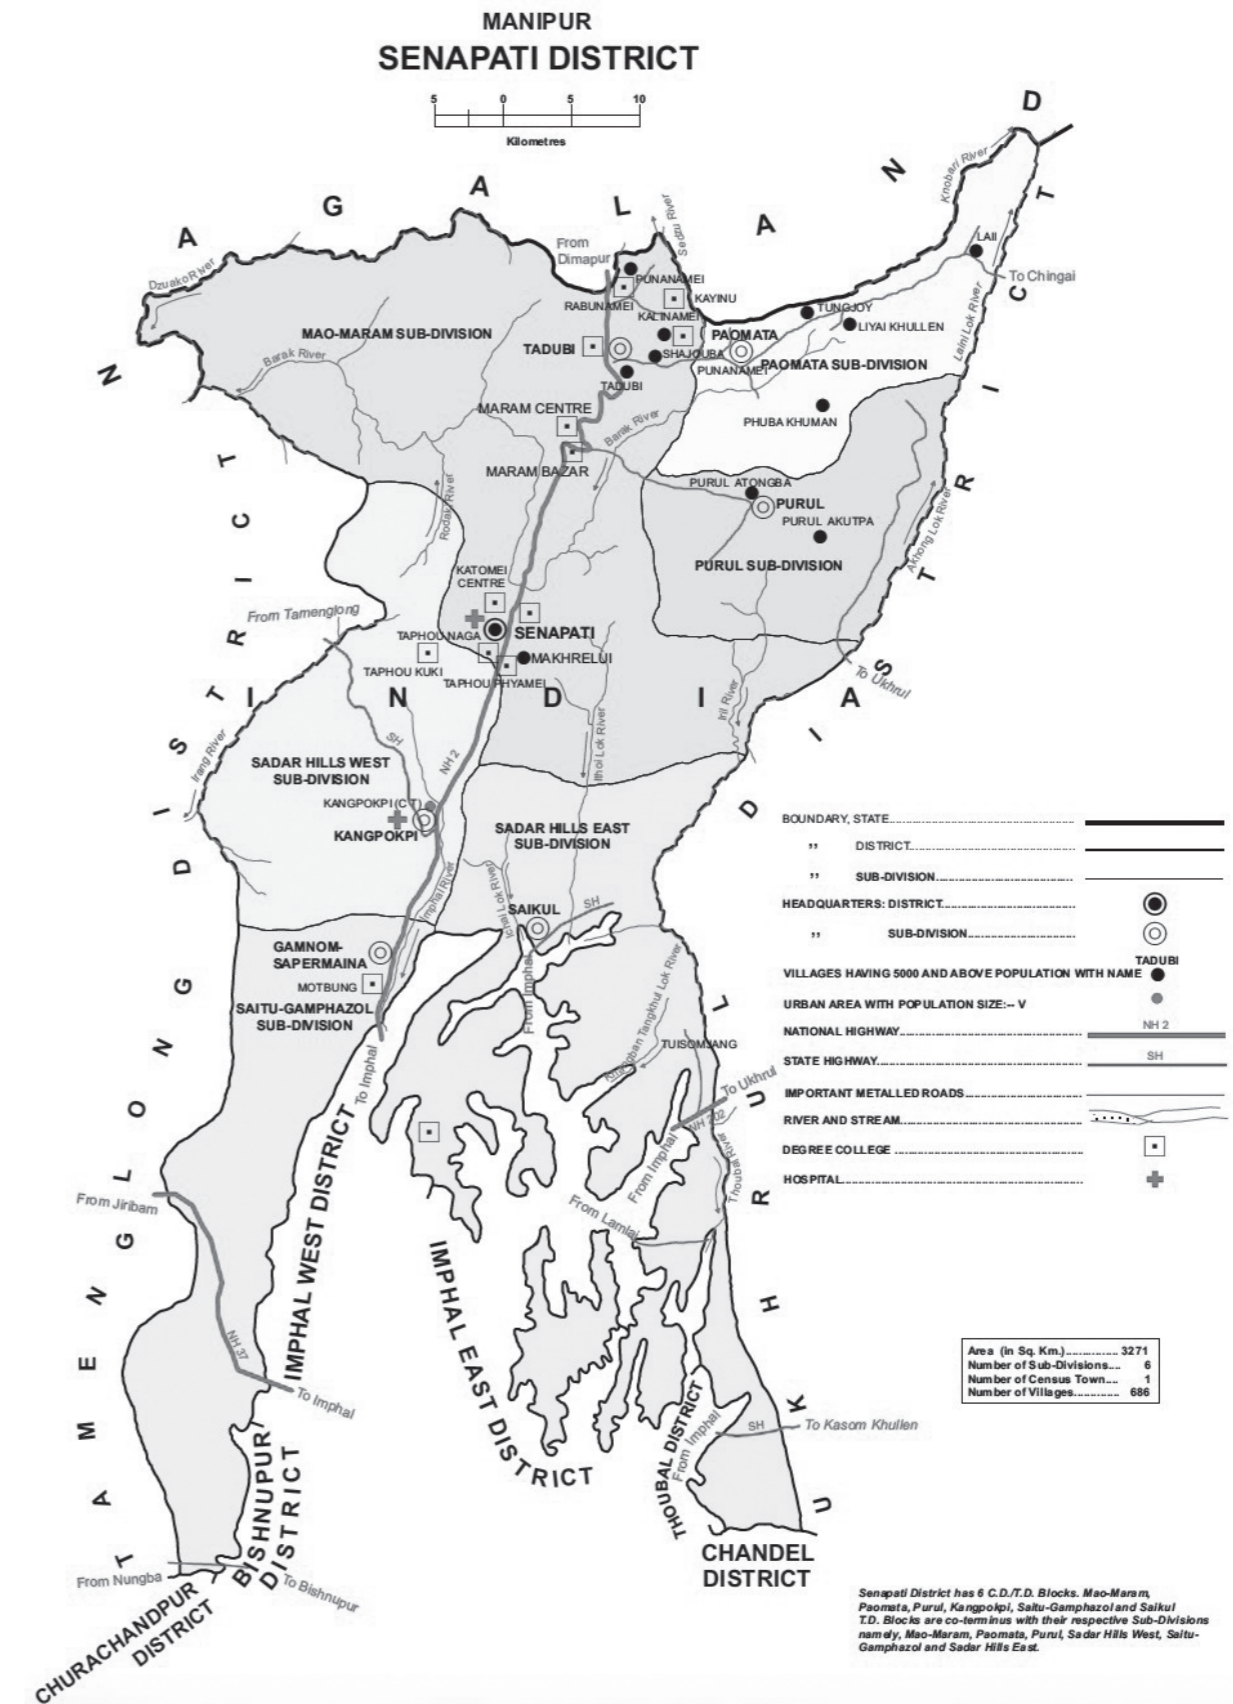 MANIPUR
SENAPATI DISTRICT
5 0 5 10
Kilometres
N A G A L A N D
Knobari River
Sedzu River
From
Dimapur
Dzuako River
LAII
To Chingai
PUNANAMEI
RABUNAMEI
KAYINU
KALINAMEI
TUNGJOY
LIYAI KHULLEN
Laini Lok River
MAO-MARAM SUB-DIVISION
TADUBI
PAOMATA
SHAJOUBA
PUNANAMEI
PAOMATA SUB-DIVISION
Barak River
TADUBI
MARAM CENTRE
Barak River
PHUBA KHUMAN
MARAM BAZAR
PURUL ATONGBA
PURUL
PURUL AKUTPA
Rodak River
Akhong Lok River
PURUL SUB-DIVISION
KATOMEI
CENTRE
From Tamenglong
TAPHOU NAGA
SENAPATI
MAKHRELUI
TAPHOU KUKI
TAPHOU PHYAMEI
To Ukhrul
I N D I A
Iril River
Irang River
SH
NH 2
Ithoi Lok River
SADAR HILLS WEST
SUB-DIVISION
KANGPOKPI (C T)
KANGPOKPI
SADAR HILLS EAST
SUB-DIVISION
Imphal River
Ichai Lok River
SAIKUL
SH
GAMNOM-
SAPERMAINA
MOTBUNG
SAITU-GAMPHAZOL
SUB-DIVISION
From Imphal
To Imphal
Tangkhul Lok River
TUISOMJANG
To Ukhrul
NH 202
From Imphal
Thoubal River
From Lamlai
From Jiribam
NH 37
To Imphal
IMPHAL WEST DISTRICT
IMPHAL EAST DISTRICT
TAMENGLONG DISTRICT
UKHRUL DISTRICT
BISHNUPUR
DISTRICT
THOUBAL DISTRICT
From Imphal
SH
To Kasom Khullen
CHANDEL
DISTRICT
From Nungba
To Bishnupur
CHURACHANDPUR
DISTRICT
BOUNDARY, STATE
,, DISTRICT
,, SUB-DIVISION
HEADQUARTERS: DISTRICT
,, SUB-DIVISION
TADUBI
VILLAGES HAVING 5000 AND ABOVE POPULATION WITH NAME
URBAN AREA WITH POPULATION SIZE:-- V
NATIONAL HIGHWAY NH 2
STATE HIGHWAY SH
IMPORTANT METALLED ROADS
RIVER AND STREAM
DEGREE COLLEGE
HOSPITAL
Area (in Sq. Km.)................ 3271
Number of Sub-Divisions.... 6
Number of Census Town.... 1
Number of Villages.............. 686
Senapati District has 6 C.D./T.D. Blocks. Mao-Maram,
Paomata, Purul, Kangpokpi, Saitu-Gamphazol and Saikul
T.D. Blocks are co-terminus with their respective Sub-Divisions
namely, Mao-Maram, Paomata, Purul, Sadar Hills West, Saitu-
Gamphazol and Sadar Hills East.